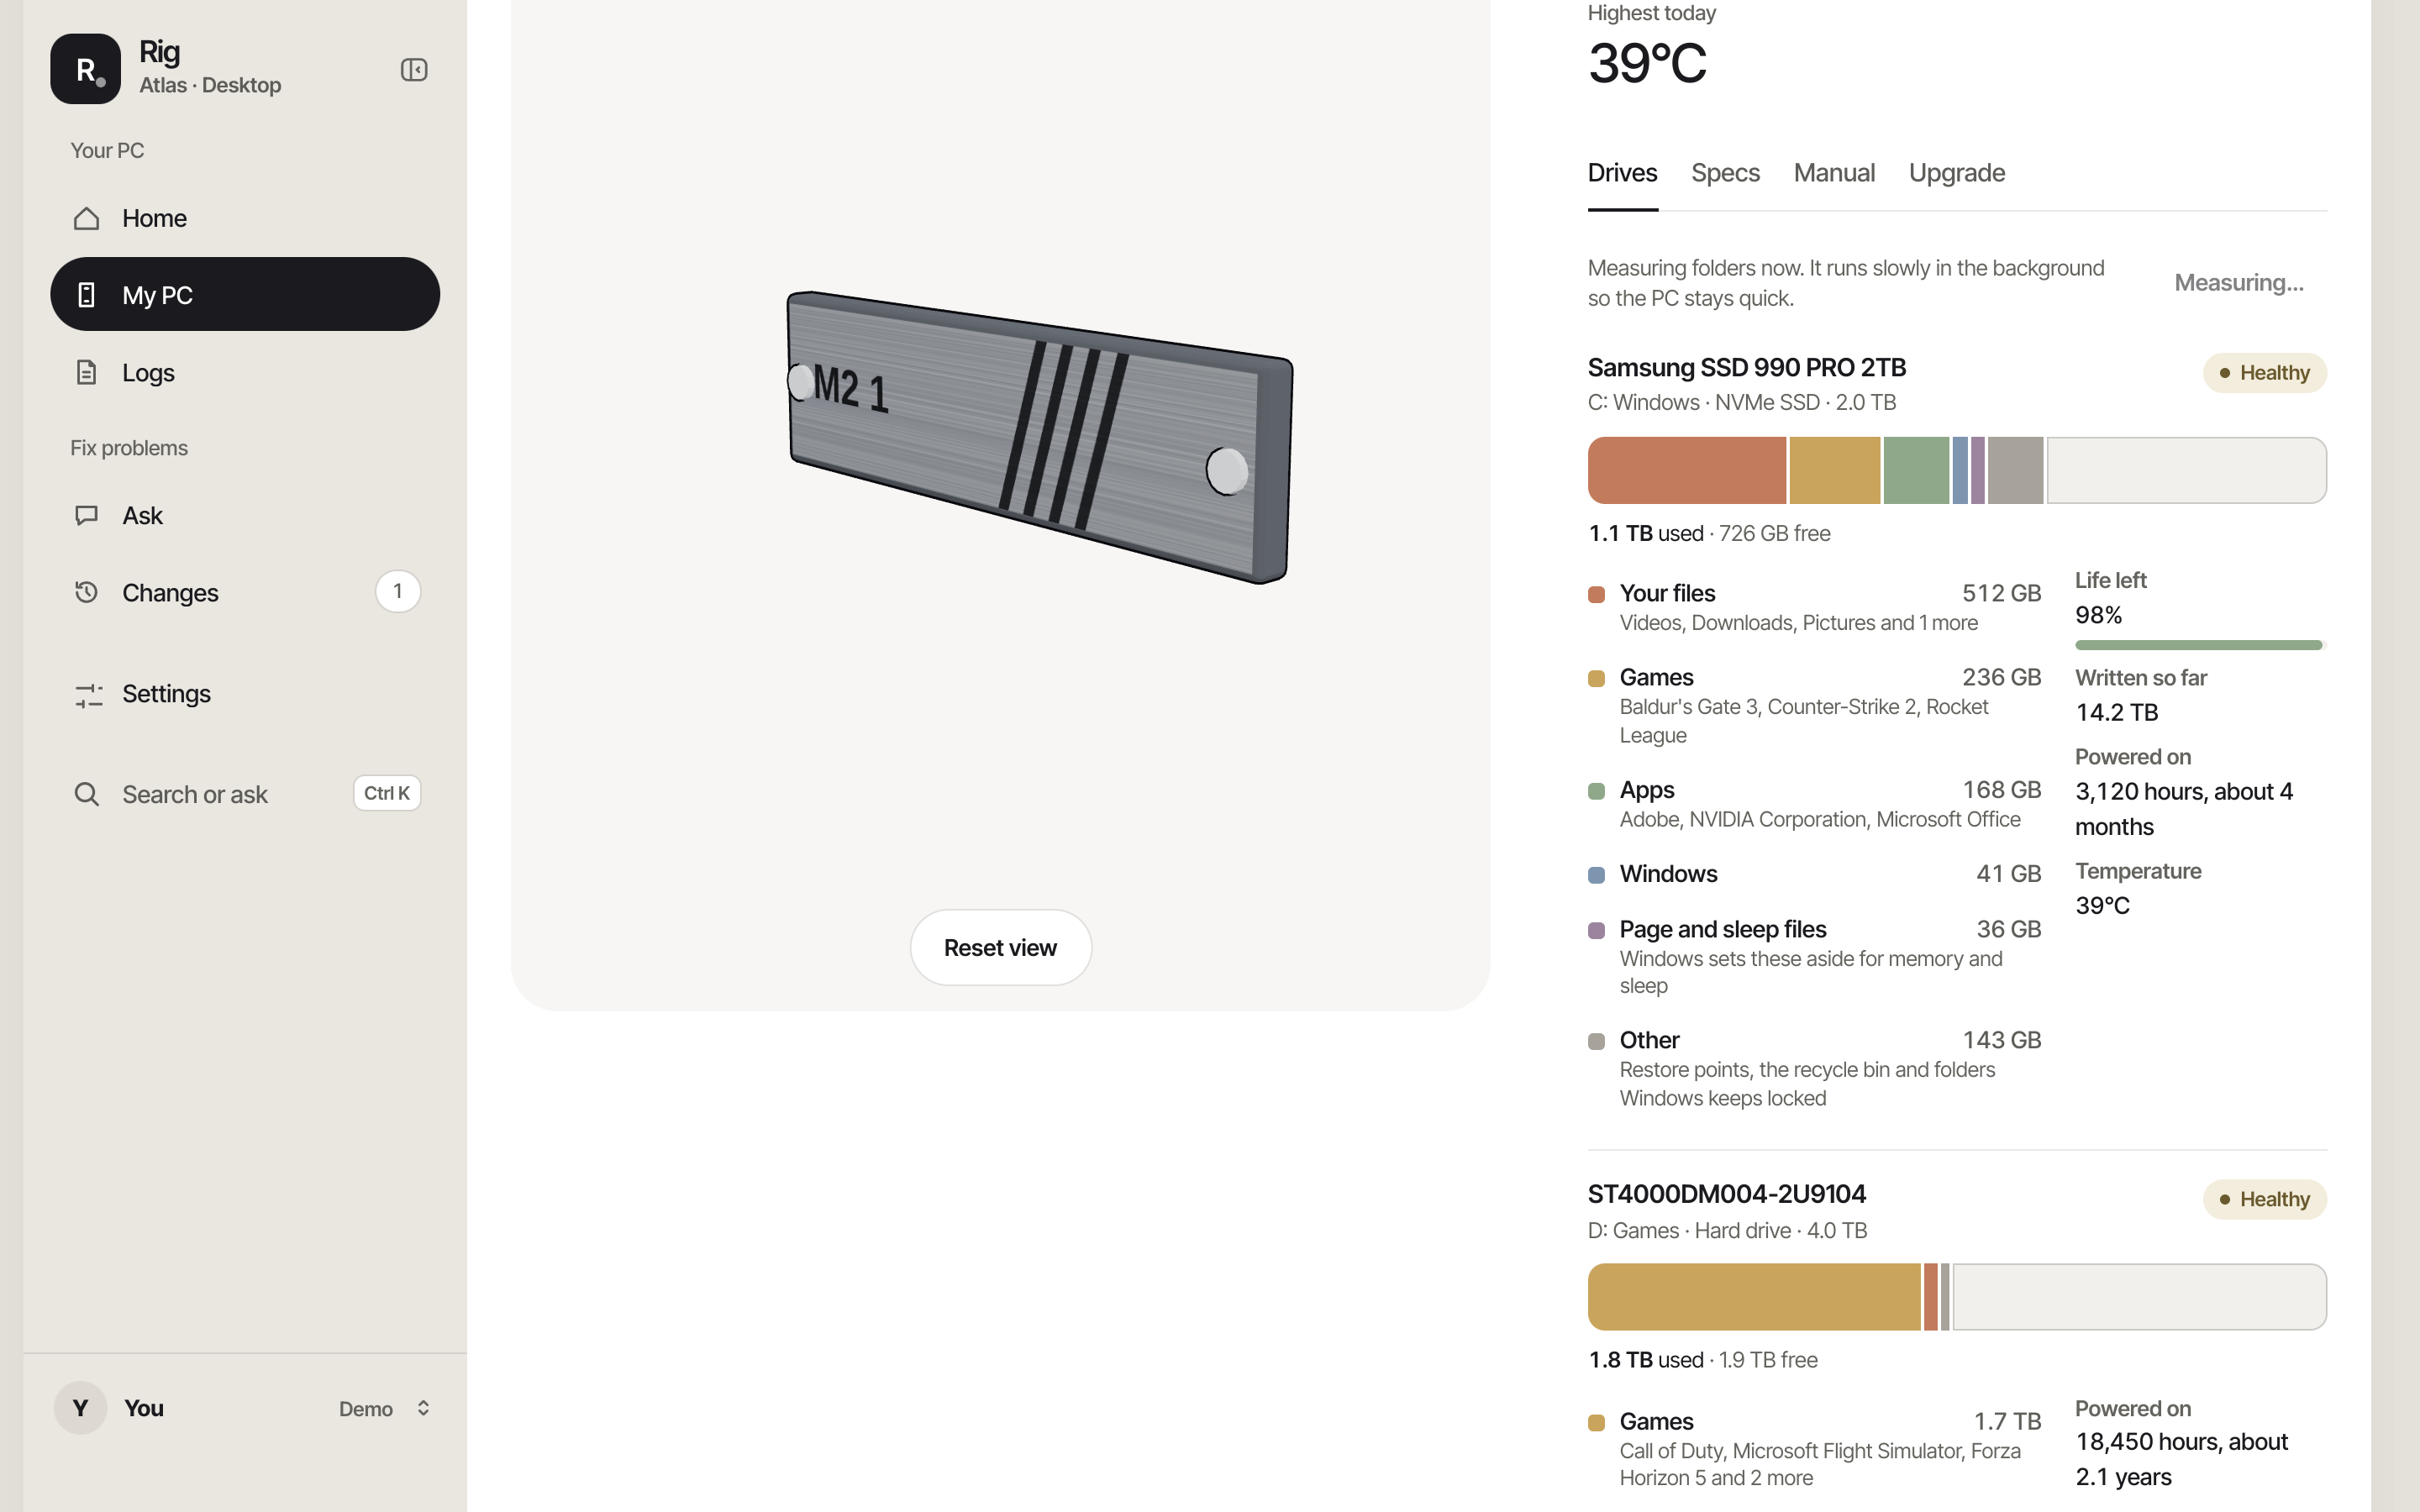 R.
Rig
Atlas · Desktop
Your PC
Home
My PC
Logs
Fix problems
Ask
Changes
1
Settings
Search or ask
Ctrl K
Y
You
Demo
M2 1
Reset view
Highest today
39°C
Drives
Specs
Manual
Upgrade
Measuring folders now. It runs slowly in the background
so the PC stays quick.
Measuring...
Samsung SSD 990 PRO 2TB
Healthy
C: Windows · NVMe SSD · 2.0 TB
1.1 TB used · 726 GB free
Your files
512 GB
Videos, Downloads, Pictures and 1 more
Games
236 GB
Baldur's Gate 3, Counter-Strike 2, Rocket
League
Apps
168 GB
Adobe, NVIDIA Corporation, Microsoft Office
Windows
41 GB
Page and sleep files
36 GB
Windows sets these aside for memory and
sleep
Other
143 GB
Restore points, the recycle bin and folders
Windows keeps locked
Life left
98%
Written so far
14.2 TB
Powered on
3,120 hours, about 4
months
Temperature
39°C
ST4000DM004-2U9104
Healthy
D: Games · Hard drive · 4.0 TB
1.8 TB used · 1.9 TB free
Games
1.7 TB
Call of Duty, Microsoft Flight Simulator, Forza
Horizon 5 and 2 more
Powered on
18,450 hours, about
2.1 years